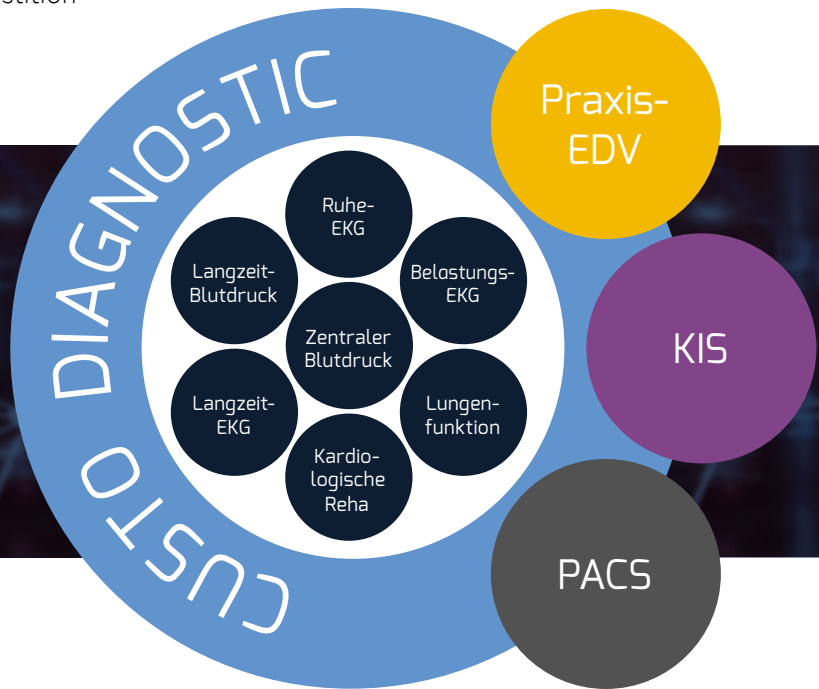 CUSTO DIAGNOSTIC
Ruhe-
EKG
Langzeit-
Blutdruck
Belastungs-
EKG
Zentraler
Blutdruck
Langzeit-
EKG
Lungen-
funktion
Kardio-
logische
Reha
Praxis-
EDV
KIS
PACS